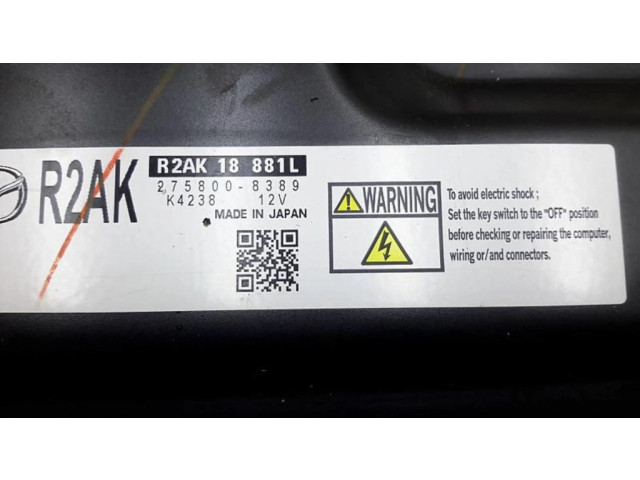 R2AK
R2AK 18 881L
275800-8389
K4238 12V
MADE IN JAPAN
WARNING
To avoid electric shock ;
Set the key switch to the "OFF" position
before checking or repairing the computer,
wiring or/and connectors.